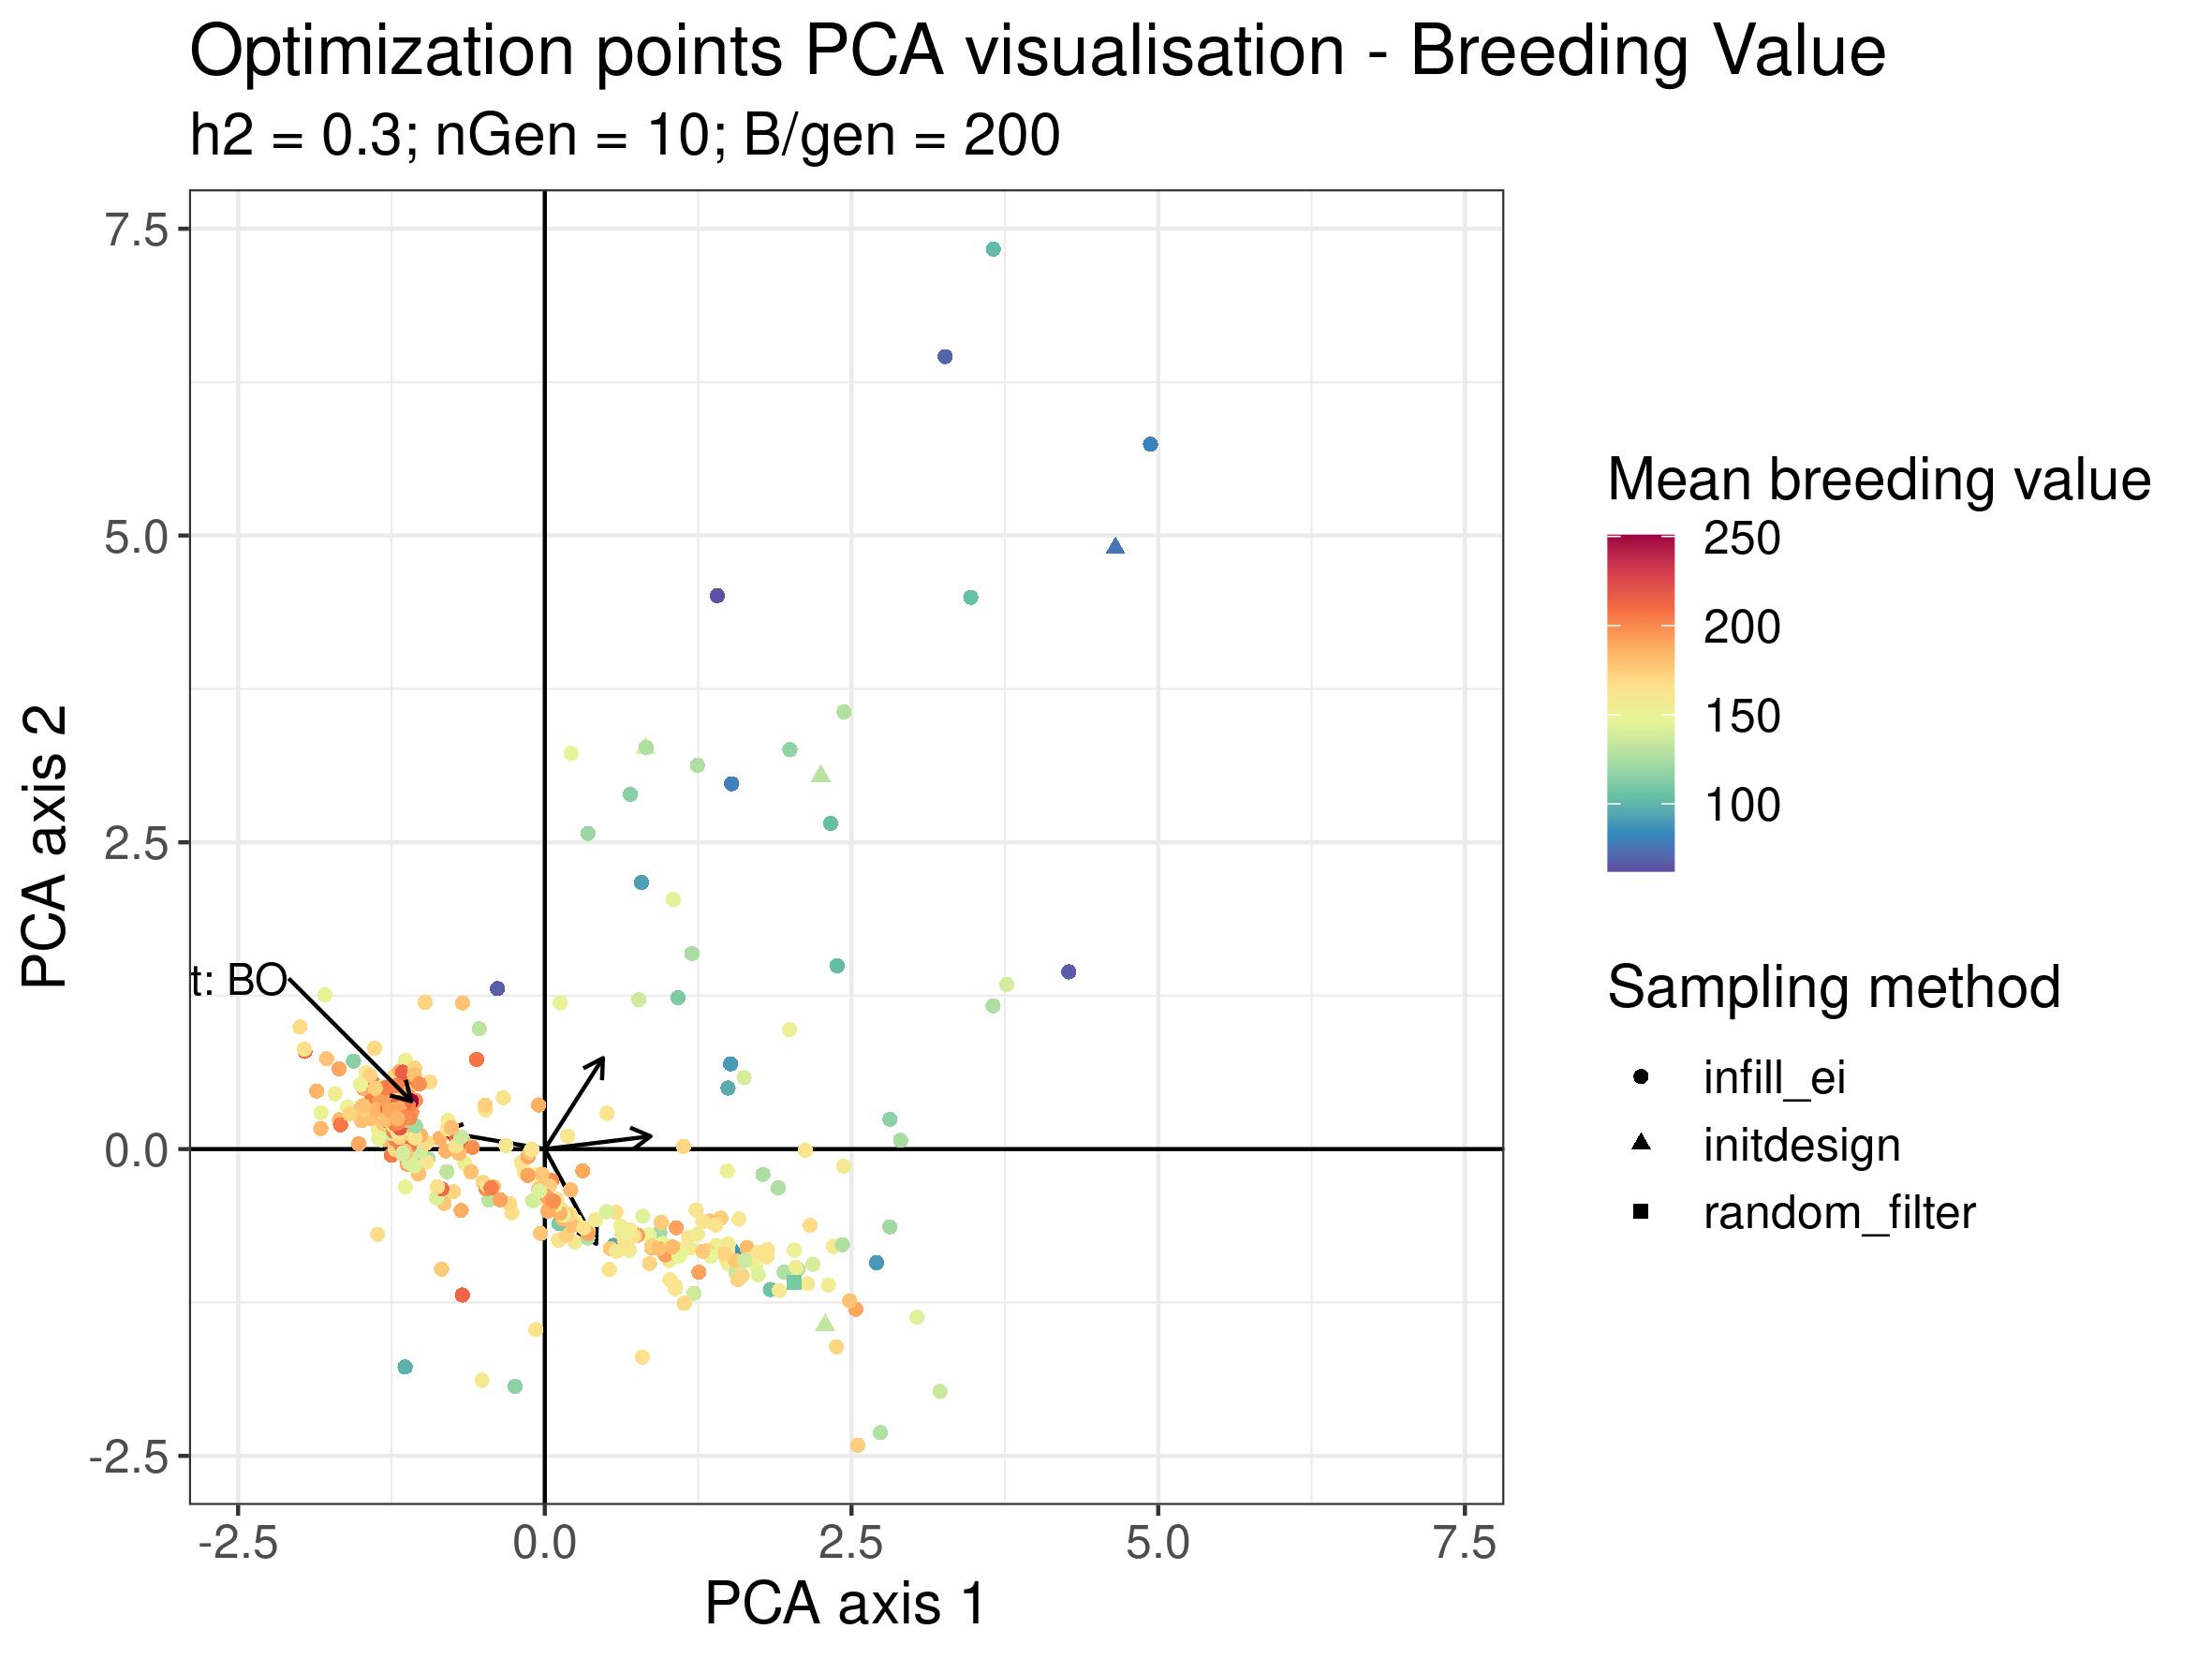 Optimization points PCA visualisation - Breeding Value
h2 = 0.3; nGen = 10; B/gen = 200
PCA axis 2
7.5
5.0
2.5
0.0
-2.5
t: BO
-2.5
0.0
2.5
5.0
7.5
PCA axis 1
Mean breeding value
250
200
150
100
Sampling method
infill_ei
initdesign
random_filter